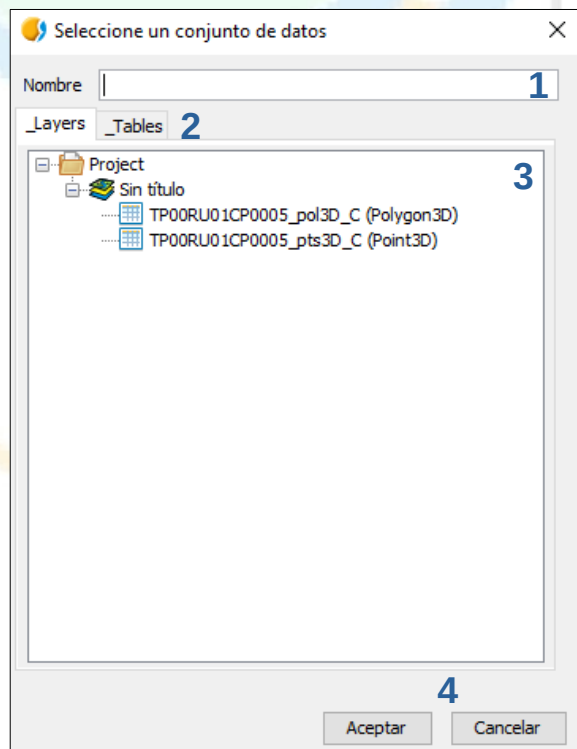 Seleccione un conjunto de datos
Nombre 1
_Layers _Tables 2
Project 3
Sin título
TP00RU01CP0005_pol3D_C (Polygon3D)
TP00RU01CP0005_pts3D_C (Point3D)
4
Aceptar Cancelar